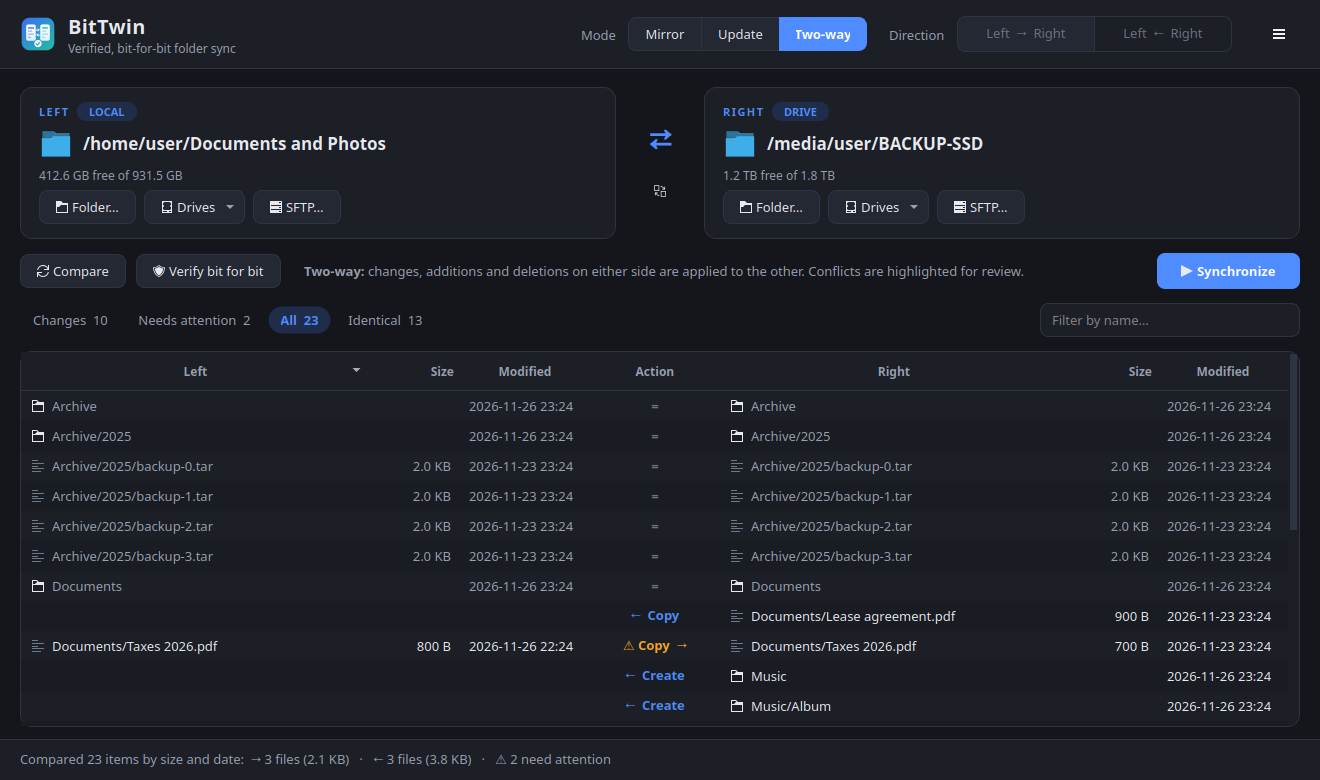 BitTwin
Verified, bit-for-bit folder sync
Mode Mirror Update Two-way Direction Left → Right Left ← Right
LEFT LOCAL
/home/user/Documents and Photos
412.6 GB free of 931.5 GB
Folder... Drives SFTP...
RIGHT DRIVE
/media/user/BACKUP-SSD
1.2 TB free of 1.8 TB
Folder... Drives SFTP...
Compare Verify bit for bit Two-way: changes, additions and deletions on either side are applied to the other. Conflicts are highlighted for review. Synchronize
Changes 10 Needs attention 2 All 23 Identical 13 Filter by name...
Left Size Modified Action Right Size Modified
Archive 2026-11-26 23:24 = Archive 2026-11-26 23:24
Archive/2025 2026-11-26 23:24 = Archive/2025 2026-11-26 23:24
Archive/2025/backup-0.tar 2.0 KB 2026-11-23 23:24 = Archive/2025/backup-0.tar 2.0 KB 2026-11-23 23:24
Archive/2025/backup-1.tar 2.0 KB 2026-11-23 23:24 = Archive/2025/backup-1.tar 2.0 KB 2026-11-23 23:24
Archive/2025/backup-2.tar 2.0 KB 2026-11-23 23:24 = Archive/2025/backup-2.tar 2.0 KB 2026-11-23 23:24
Archive/2025/backup-3.tar 2.0 KB 2026-11-23 23:24 = Archive/2025/backup-3.tar 2.0 KB 2026-11-23 23:24
Documents 2026-11-26 23:24 = Documents 2026-11-26 23:24
← Copy Documents/Lease agreement.pdf 900 B 2026-11-23 23:24
Documents/Taxes 2026.pdf 800 B 2026-11-26 22:24 ⚠ Copy → Documents/Taxes 2026.pdf 700 B 2026-11-23 23:24
← Create Music 2026-11-26 23:24
← Create Music/Album 2026-11-26 23:24
Compared 23 items by size and date: → 3 files (2.1 KB) · ← 3 files (3.8 KB) · ⚠ 2 need attention